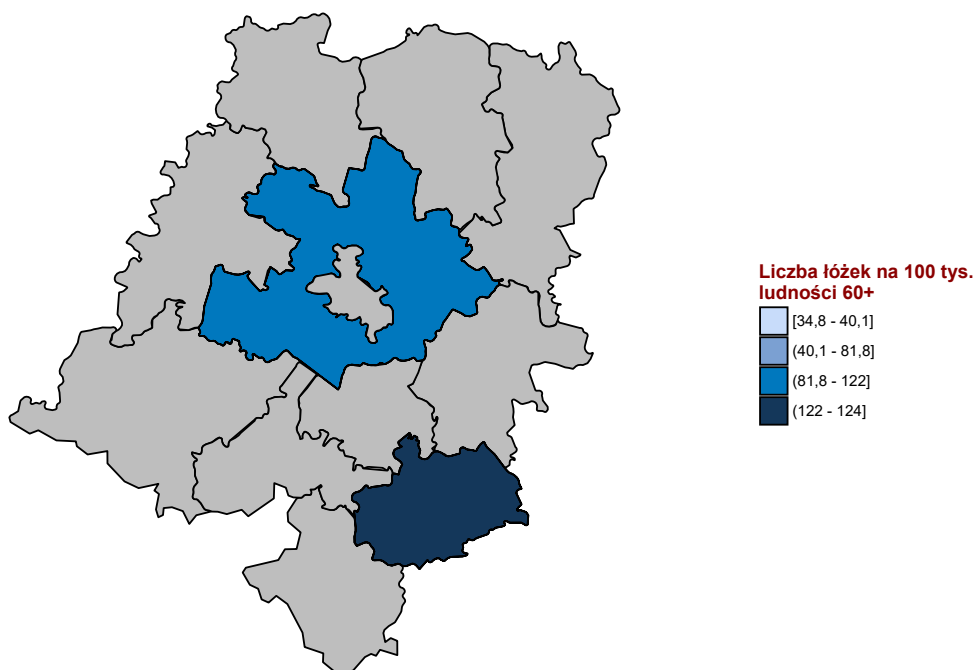 Liczba łóżek na 100 tys.
ludności 60+
[34,8 - 40,1]
(40,1 - 81,8]
(81,8 - 122]
(122 - 124]